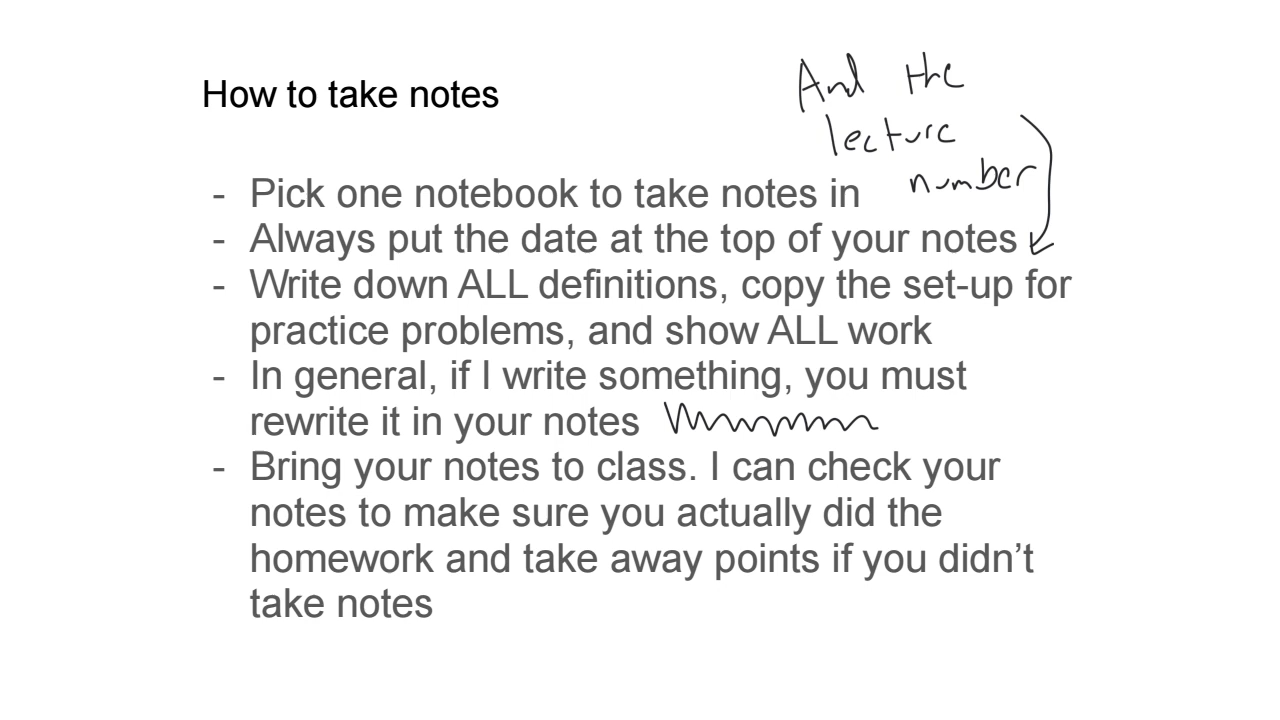 How to take notes
And the
lecture
number
- Pick one notebook to take notes in
- Always put the date at the top of your notes
- Write down ALL definitions, copy the set-up for
practice problems, and show ALL work
- In general, if I write something, you must
rewrite it in your notes
- Bring your notes to class. I can check your
notes to make sure you actually did the
homework and take away points if you didn’t
take notes